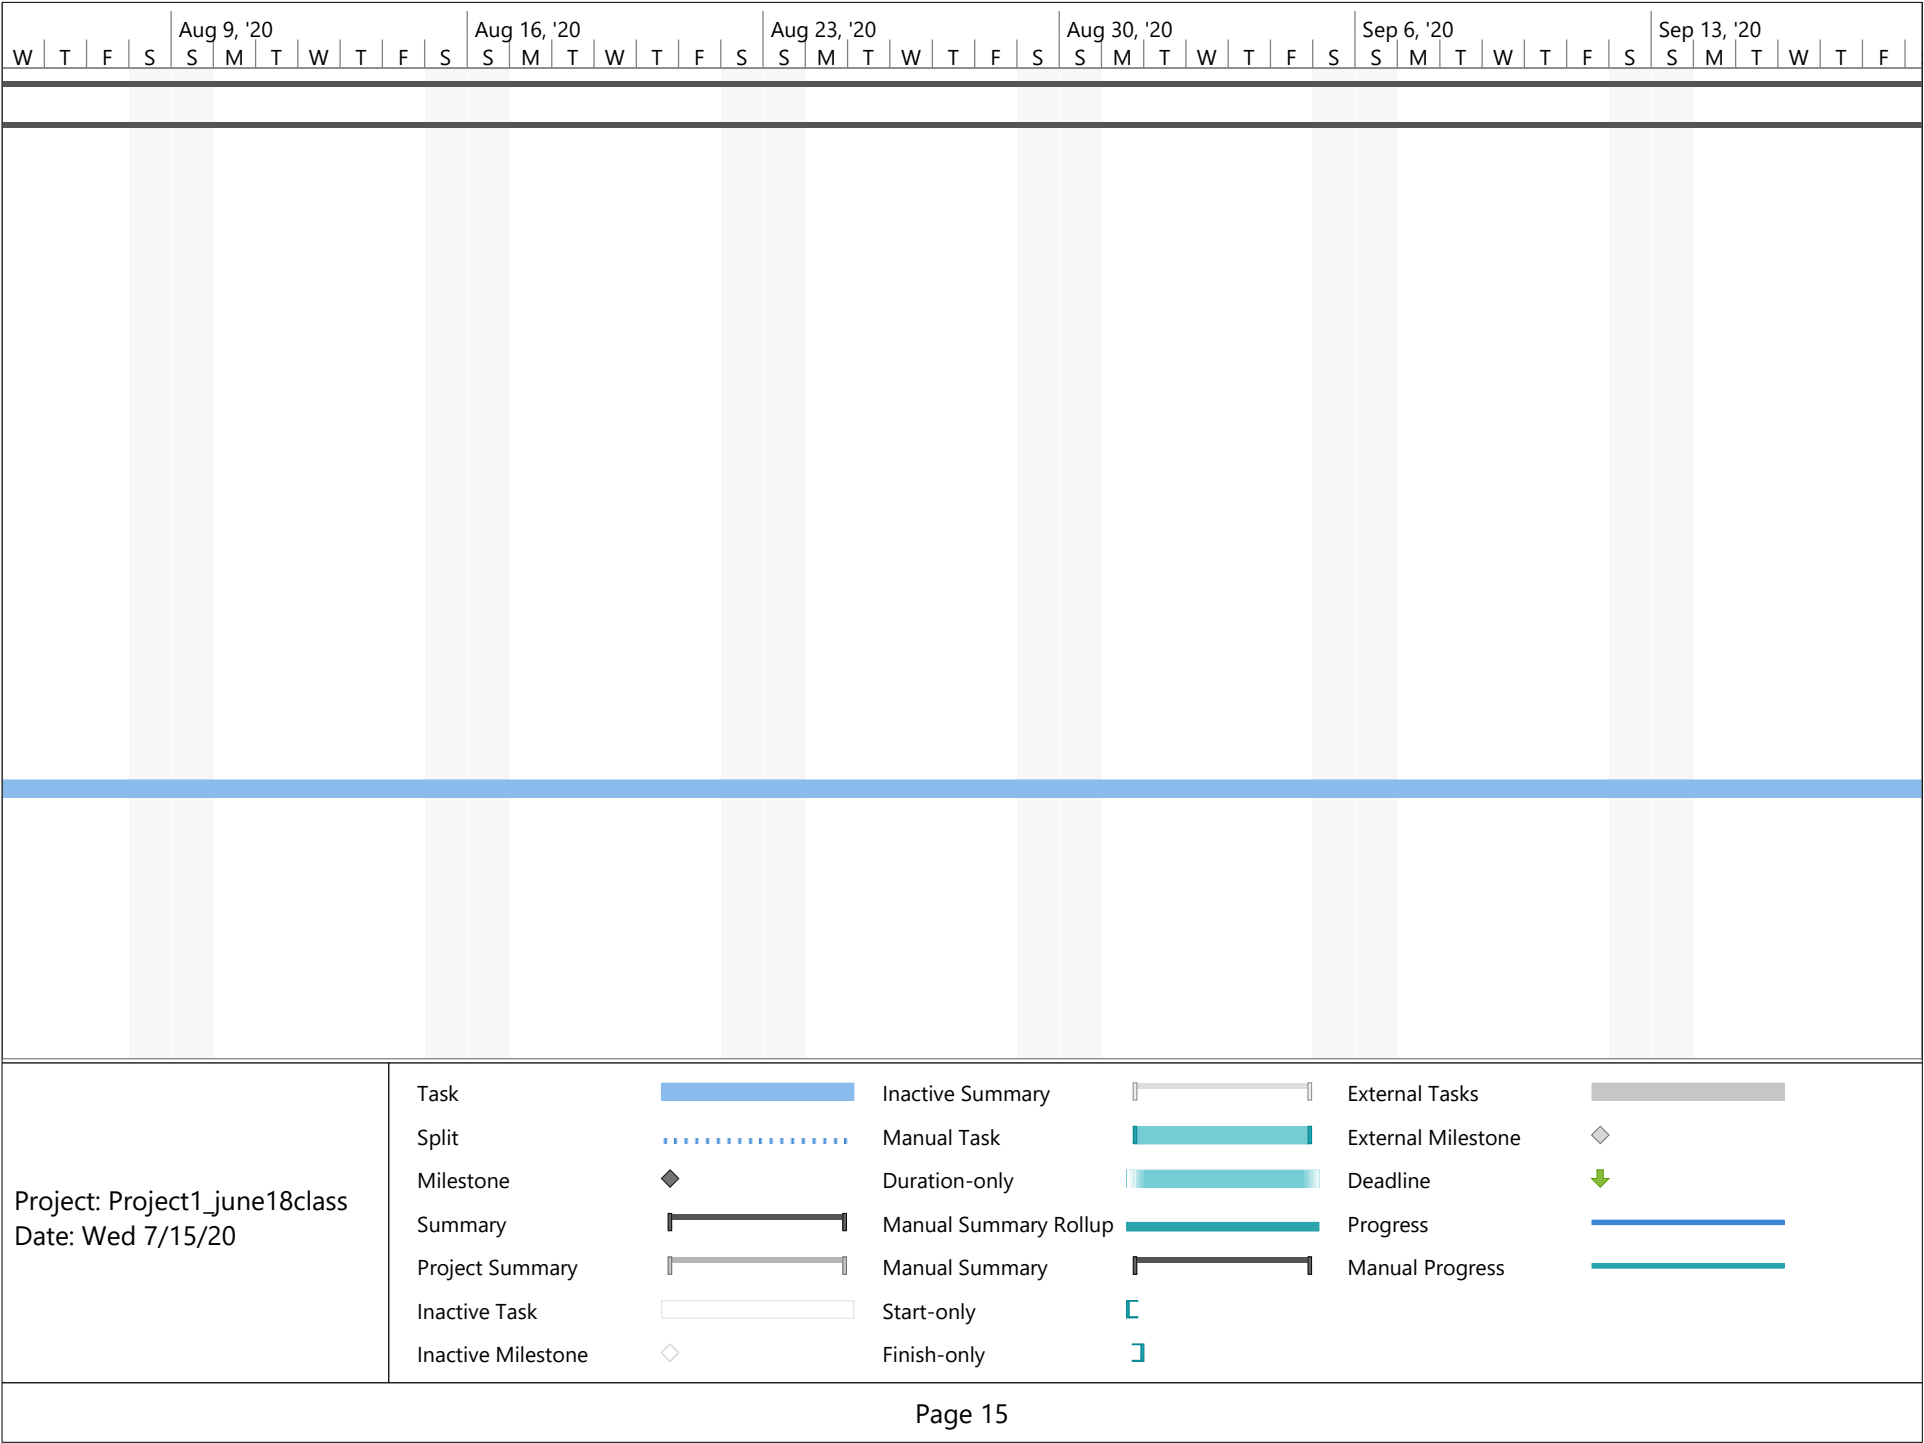 Aug 9, '20 Aug 16, '20 Aug 23, '20 Aug 30, '20 Sep 6, '20 Sep 13, '20
W T F S S M T W T F S S M T W T F S S M T W T F S S M T W T F S S M T W T F S S M T W T F
Task Inactive Summary External Tasks
Split Manual Task External Milestone
Milestone Duration-only Deadline
Summary Manual Summary Rollup Progress
Project Summary Manual Summary Manual Progress
Inactive Task Start-only
Inactive Milestone Finish-only
Project: Project1_june18class
Date: Wed 7/15/20
Page 15